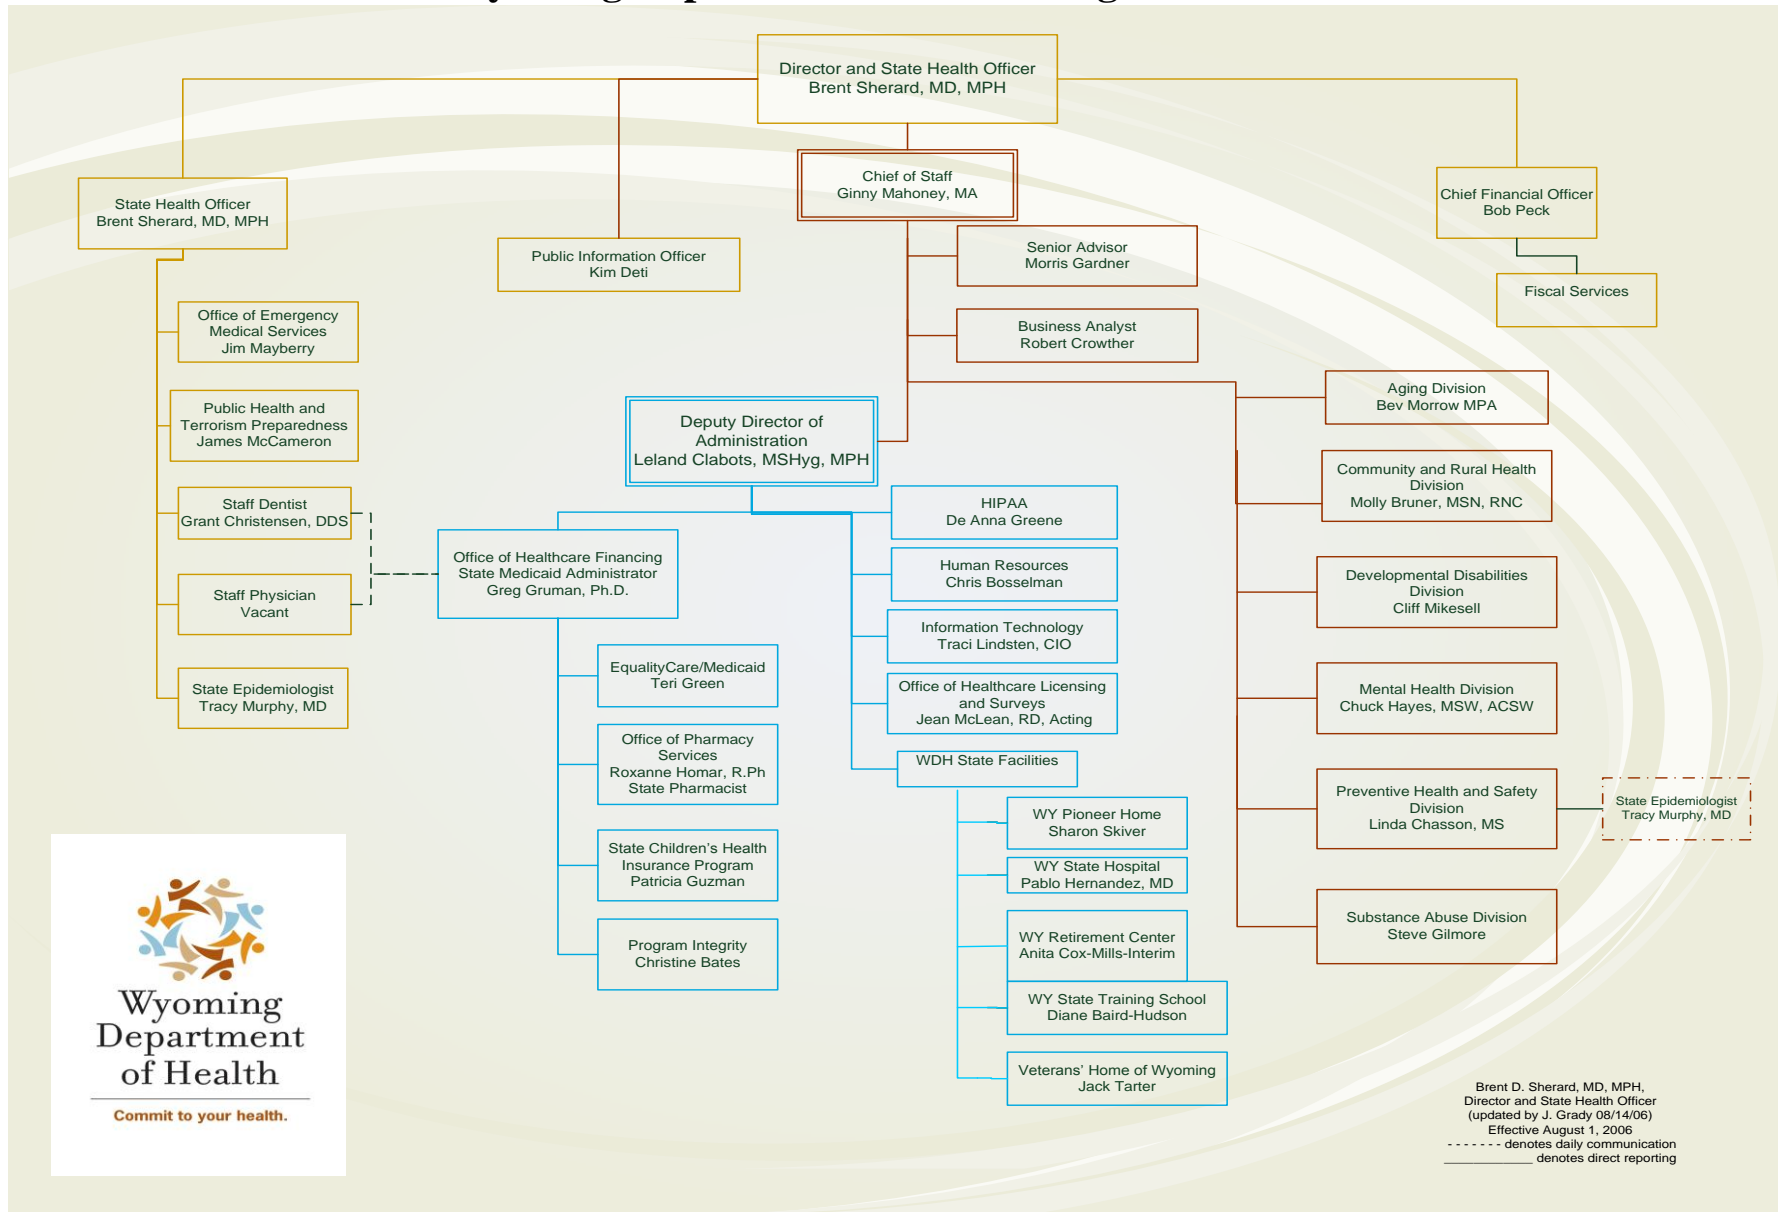 Director and State Health Officer
Brent Sherard, MD, MPH
Chief of Staff
Ginny Mahoney, MA
State Health Officer
Brent Sherard, MD, MPH
Public Information Officer
Kim Deti
Chief Financial Officer
Bob Peck
Fiscal Services
Senior Advisor
Morris Gardner
Business Analyst
Robert Crowther
Office of Emergency
Medical Services
Jim Mayberry
Public Health and
Terrorism Preparedness
James McCameron
Staff Dentist
Grant Christensen, DDS
Staff Physician
Vacant
State Epidemiologist
Tracy Murphy, MD
Deputy Director of
Administration
Leland Clabots, MSHyg, MPH
Office of Healthcare Financing
State Medicaid Administrator
Greg Gruman, Ph.D.
EqualityCare/Medicaid
Teri Green
Office of Pharmacy
Services
Roxanne Homar, R.Ph
State Pharmacist
State Children's Health
Insurance Program
Patricia Guzman
Program Integrity
Christine Bates
HIPAA
De Anna Greene
Human Resources
Chris Bosselman
Information Technology
Traci Lindsten, CIO
Office of Healthcare Licensing
and Surveys
Jean McLean, RD, Acting
WDH State Facilities
WY Pioneer Home
Sharon Skiver
WY State Hospital
Pablo Hernandez, MD
WY Retirement Center
Anita Cox-Mills-Interim
WY State Training School
Diane Baird-Hudson
Veterans' Home of Wyoming
Jack Tarter
Aging Division
Bev Morrow MPA
Community and Rural Health
Division
Molly Bruner, MSN, RNC
Developmental Disabilities
Division
Cliff Mikesell
Mental Health Division
Chuck Hayes, MSW, ACSW
Preventive Health and Safety
Division
Linda Chasson, MS
State Epidemiologist
Tracy Murphy, MD
Substance Abuse Division
Steve Gilmore
Wyoming
Department
of Health
Commit to your health.
Brent D. Sherard, MD, MPH,
Director and State Health Officer
(updated by J. Grady 08/14/06)
Effective August 1, 2006
- - - - - - - denotes daily communication
_____________ denotes direct reporting